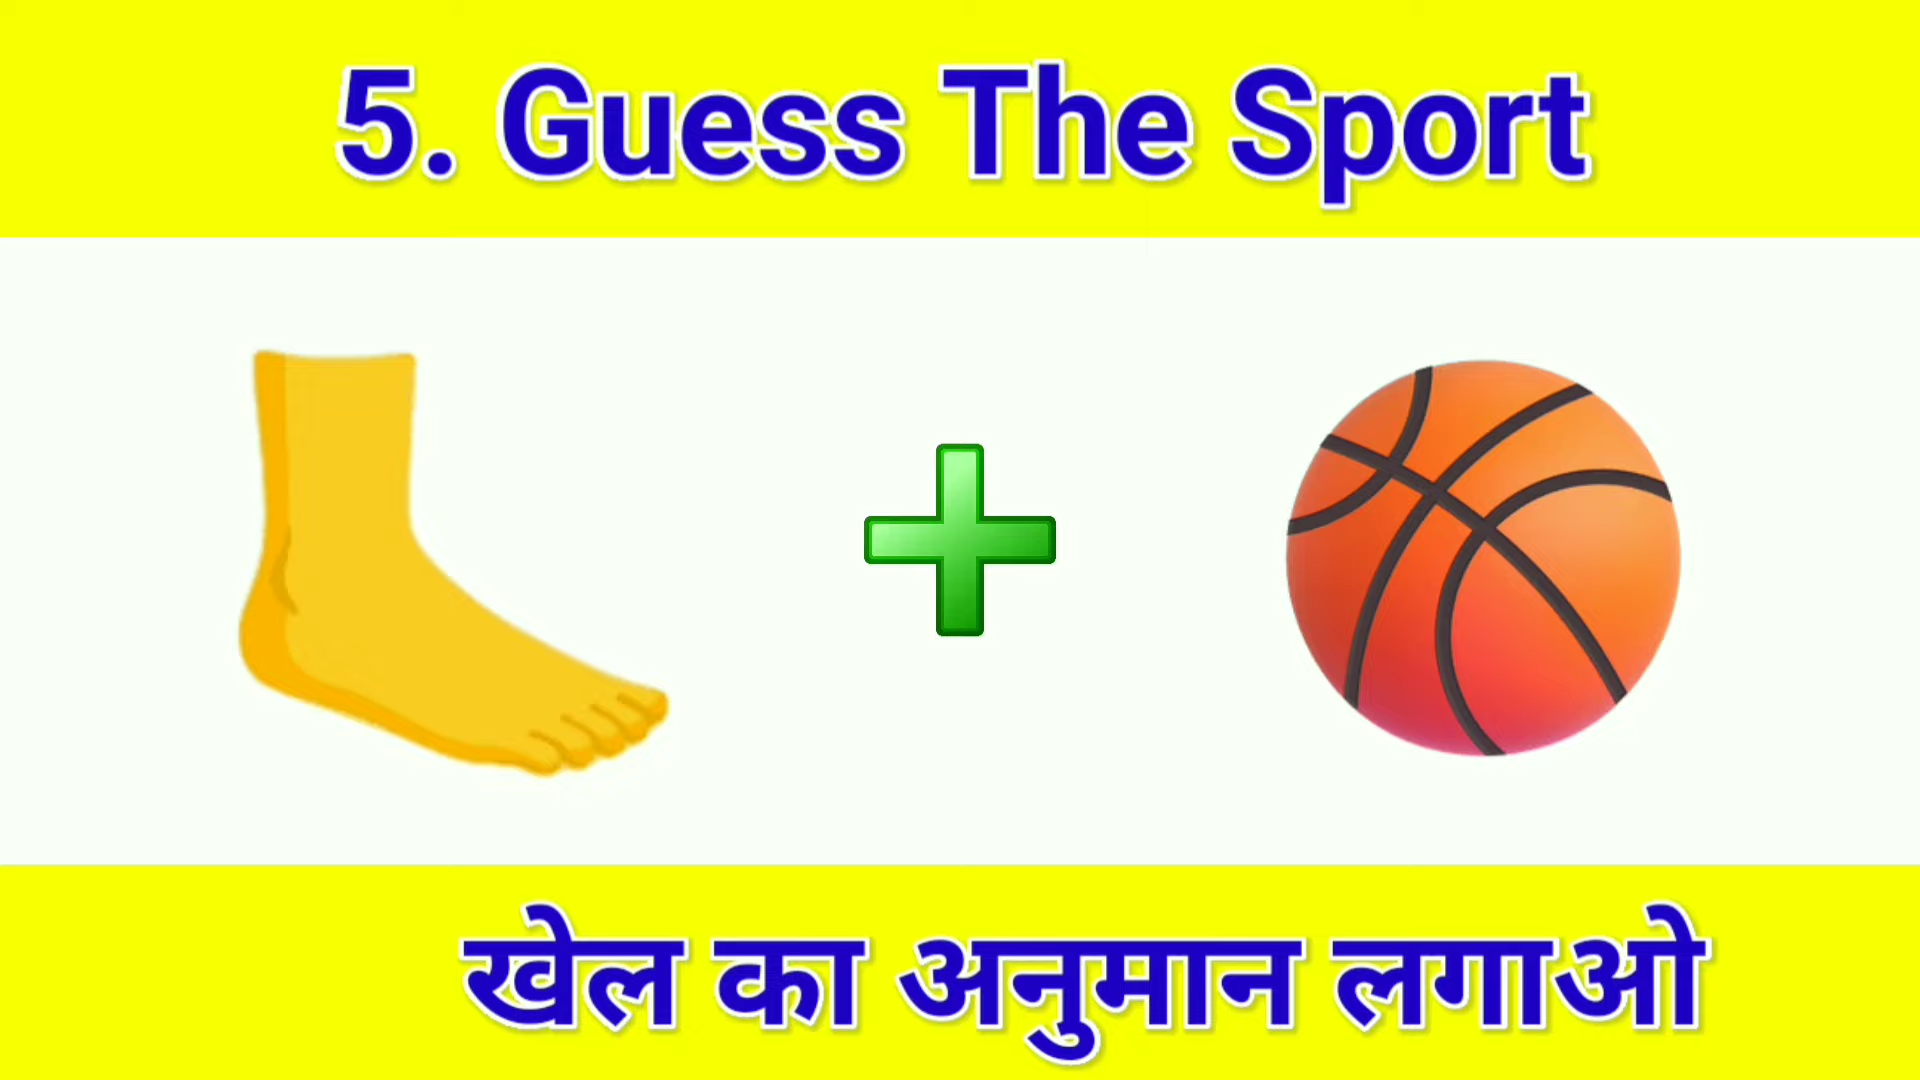 5. Guess The Sport
खेल का अनुमान लगाओ